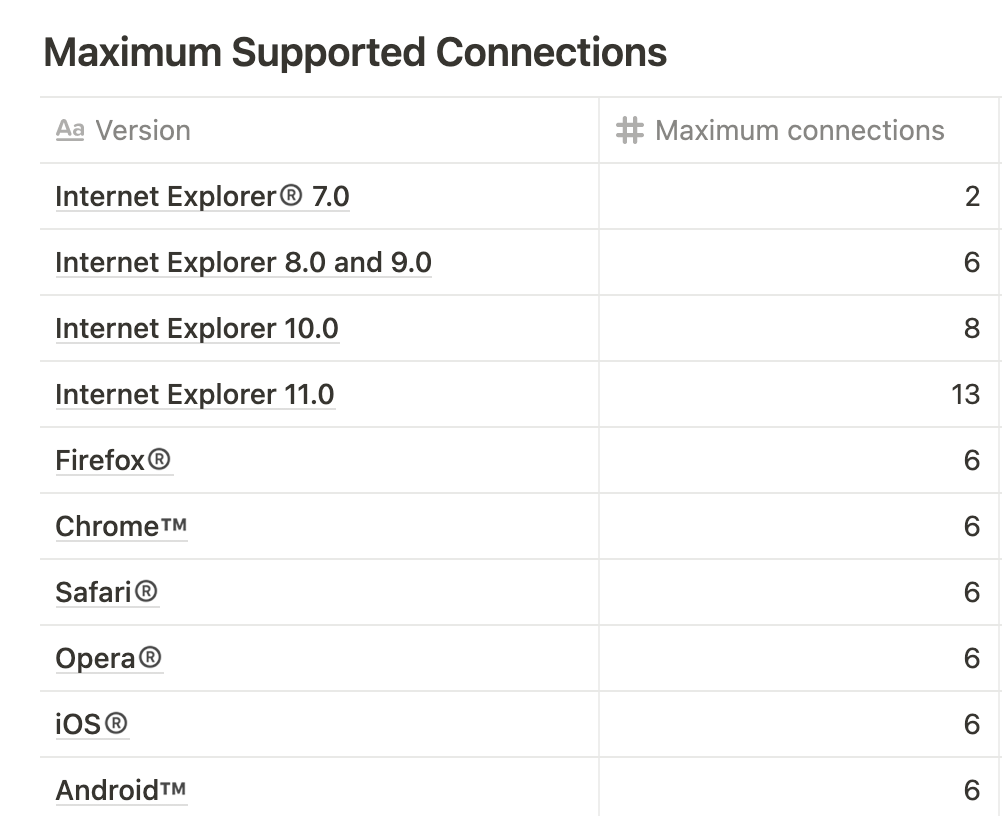 Maximum Supported Connections
Aa Version # Maximum connections
Internet Explorer® 7.0 2
Internet Explorer 8.0 and 9.0 6
Internet Explorer 10.0 8
Internet Explorer 11.0 13
Firefox® 6
Chrome™ 6
Safari® 6
Opera® 6
iOS® 6
Android™ 6